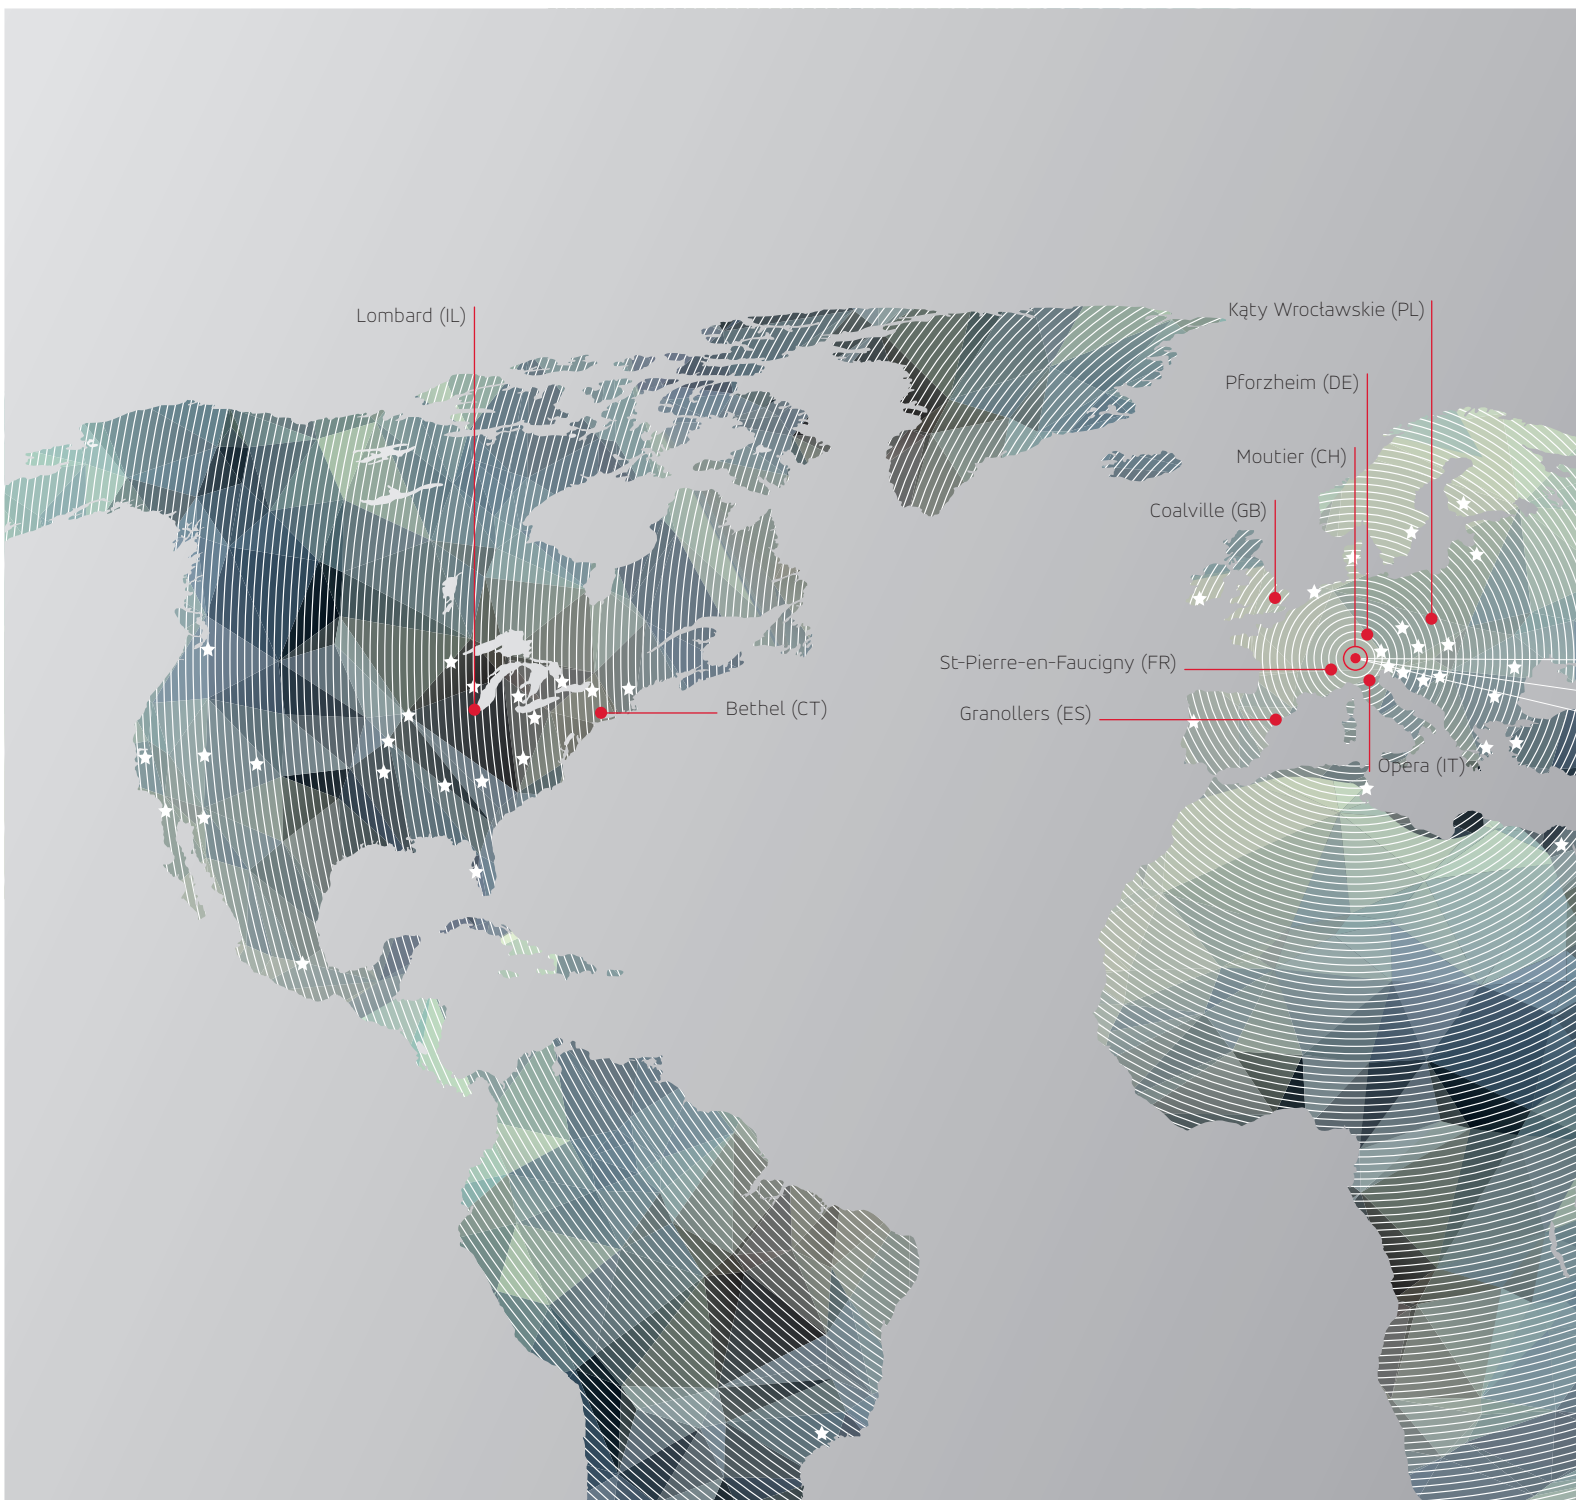 Lombard (IL)
Kąty Wrocławskie (PL)
Pforzheim (DE)
Moutier (CH)
Coalville (GB)
St-Pierre-en-Faucigny (FR)
Bethel (CT)
Granollers (ES)
Opera (IT)